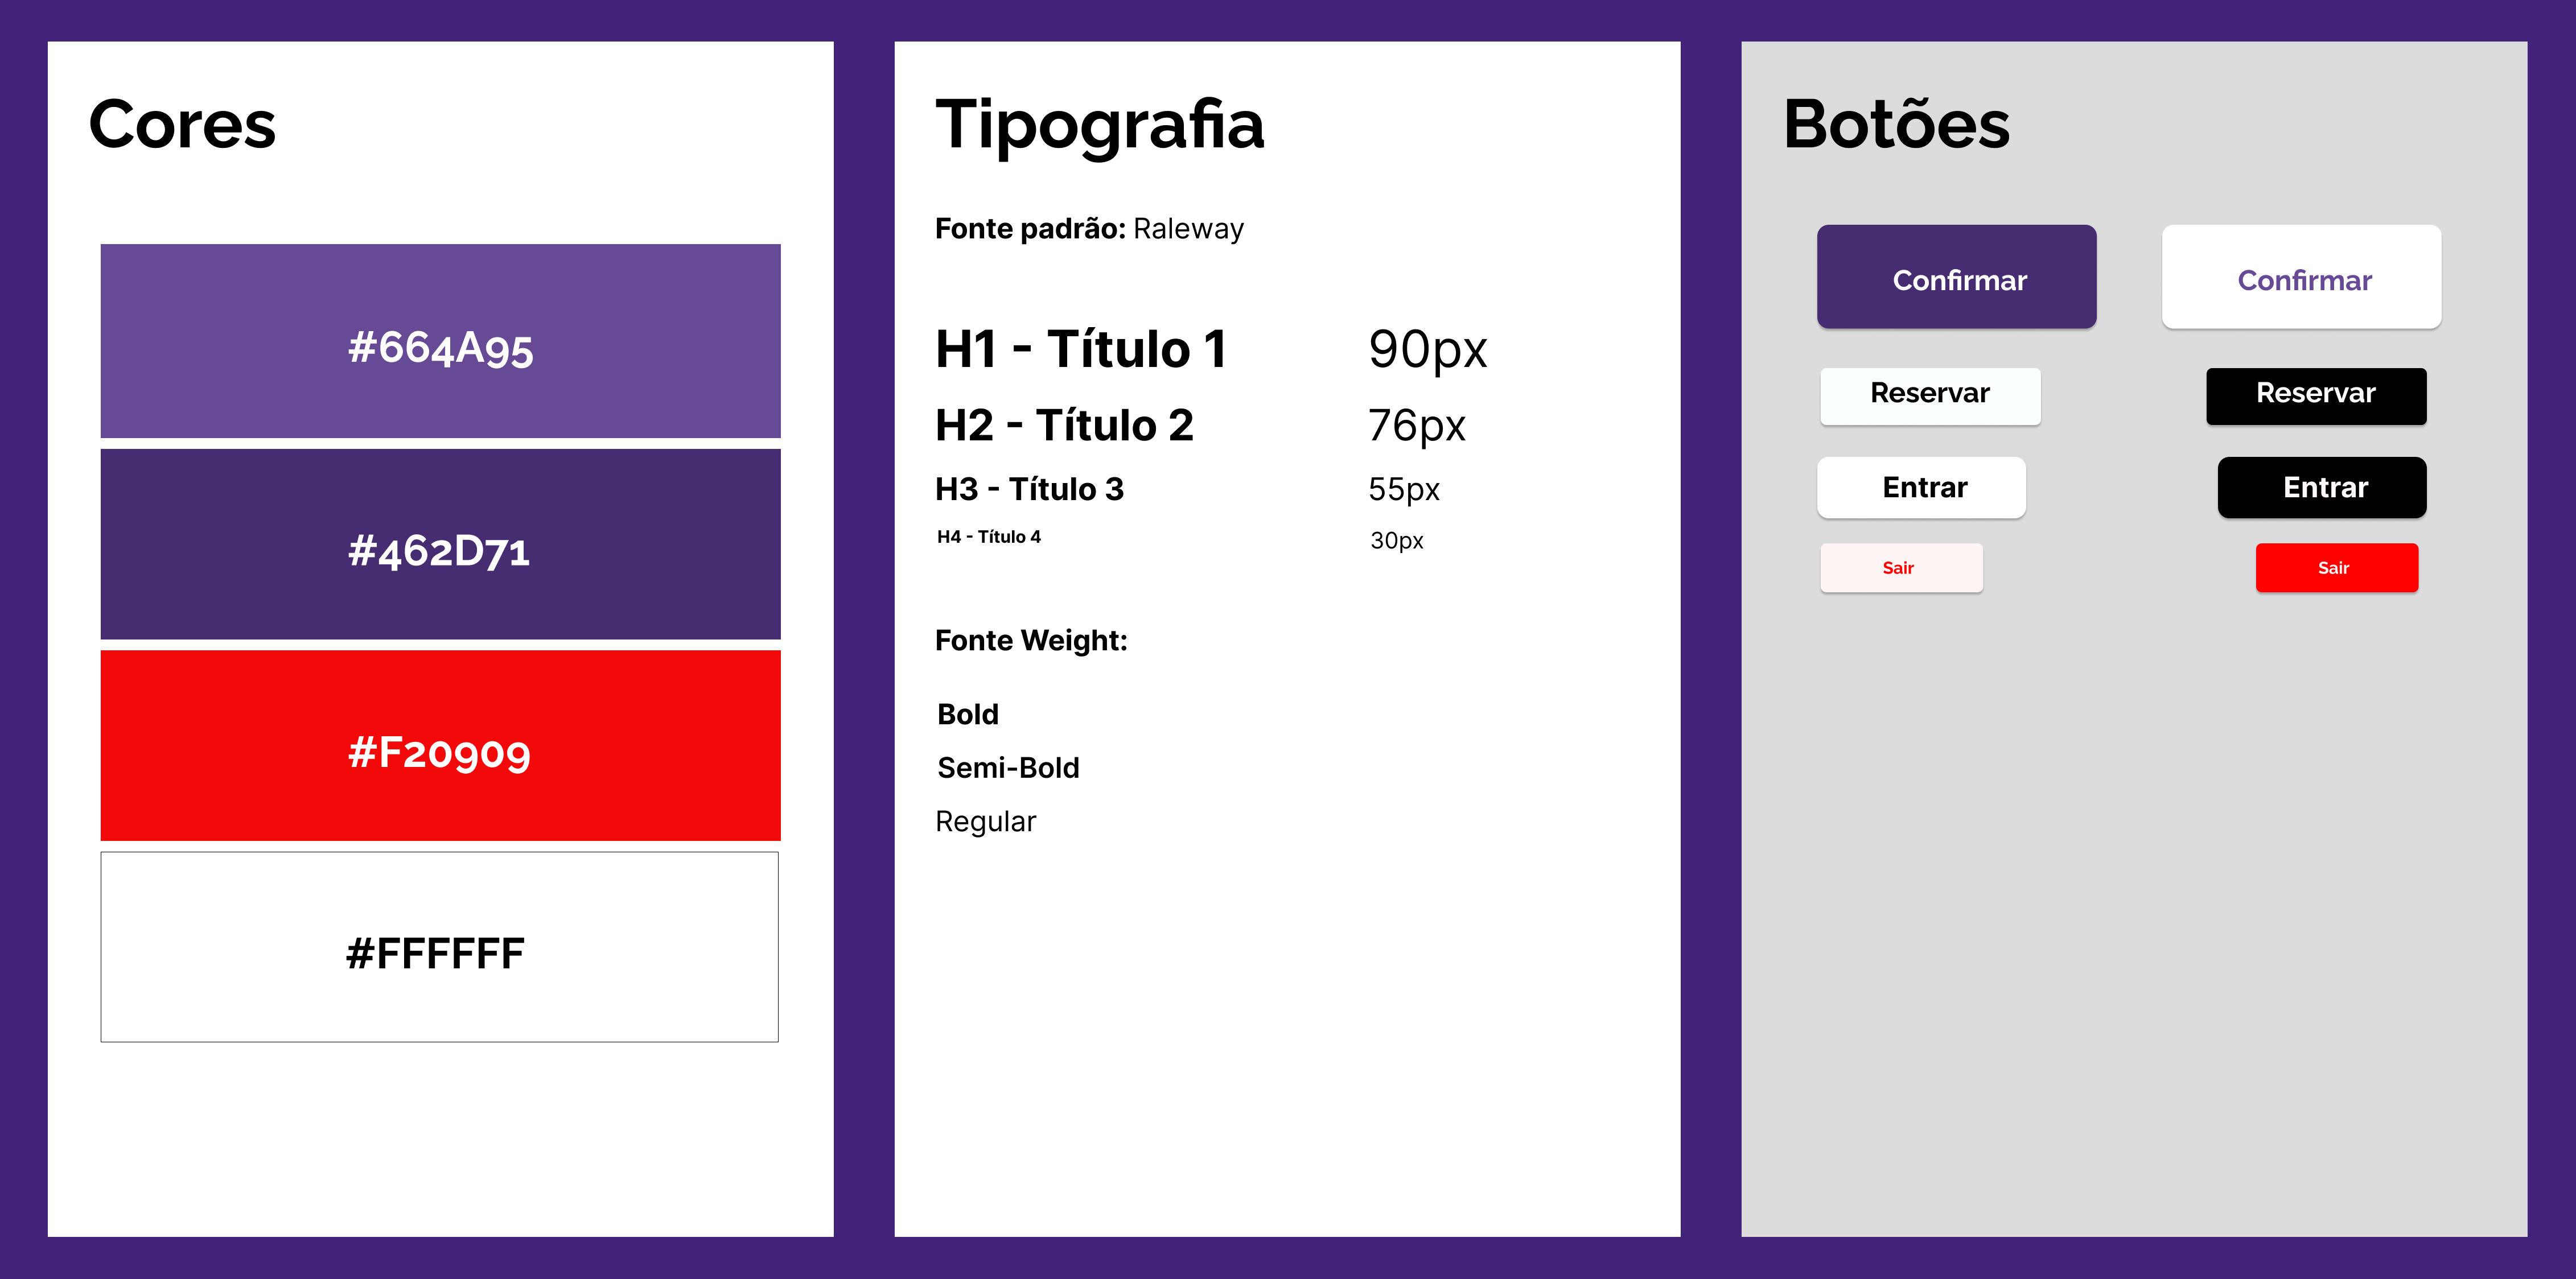 Cores
#664A95
#462D71
#F20909
#FFFFFF
Tipografia
Fonte padrão: Raleway
H1 - Título 1 90px
H2 - Título 2 76px
H3 - Título 3 55px
H4 - Título 4 30px
Fonte Weight:
Bold
Semi-Bold
Regular
Botões
Confirmar Confirmar
Reservar Reservar
Entrar Entrar
Sair Sair